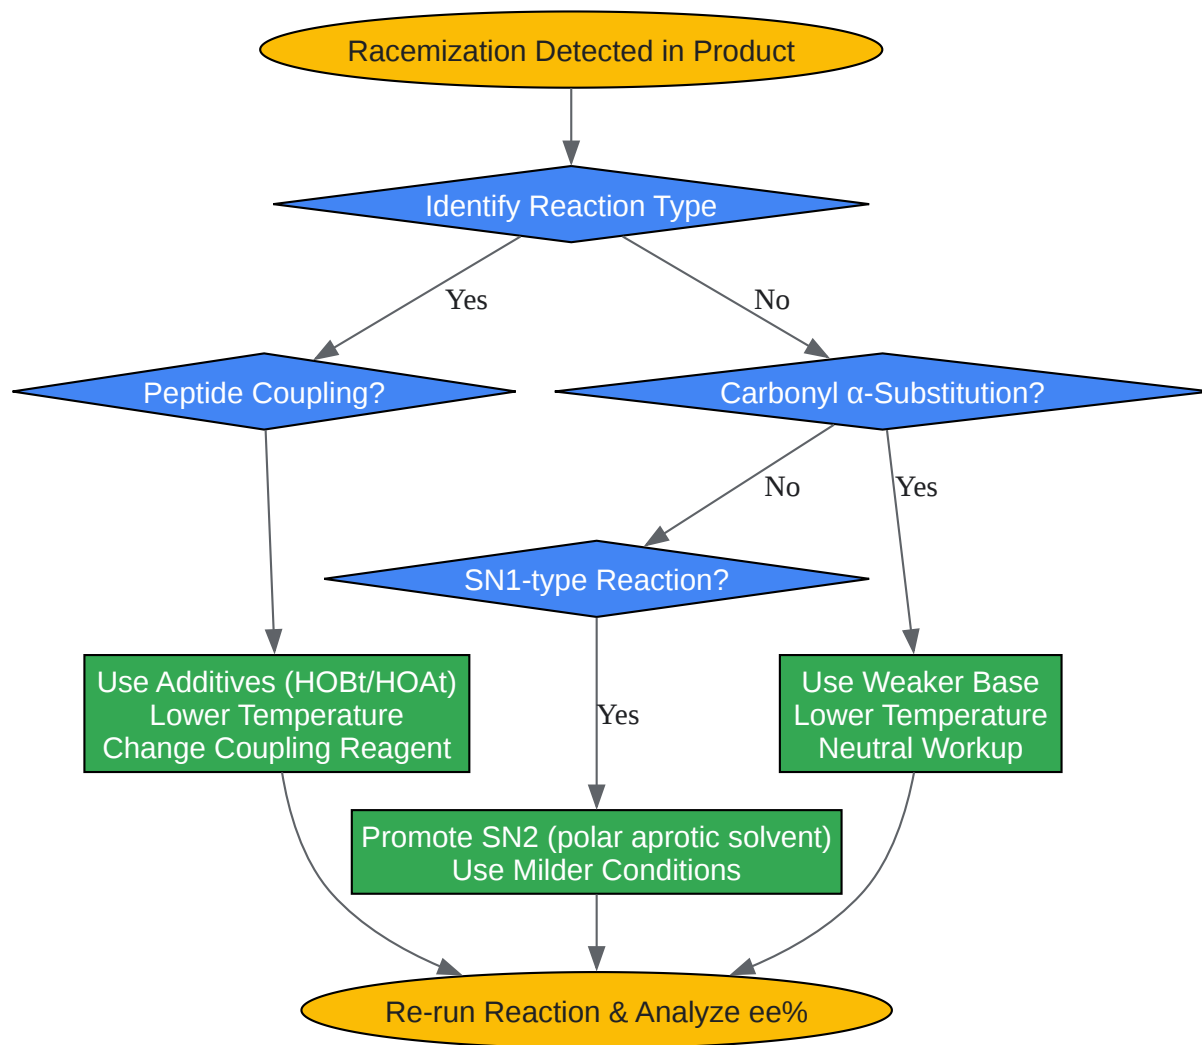 Racemization Detected in Product
Identify Reaction Type
Yes
No
Peptide Coupling?
Carbonyl α-Substitution?
No
Yes
SN1-type Reaction?
Use Additives (HOBt/HOAt)
Lower Temperature
Change Coupling Reagent
Yes
Use Weaker Base
Lower Temperature
Neutral Workup
Promote SN2 (polar aprotic solvent)
Use Milder Conditions
Re-run Reaction & Analyze ee%